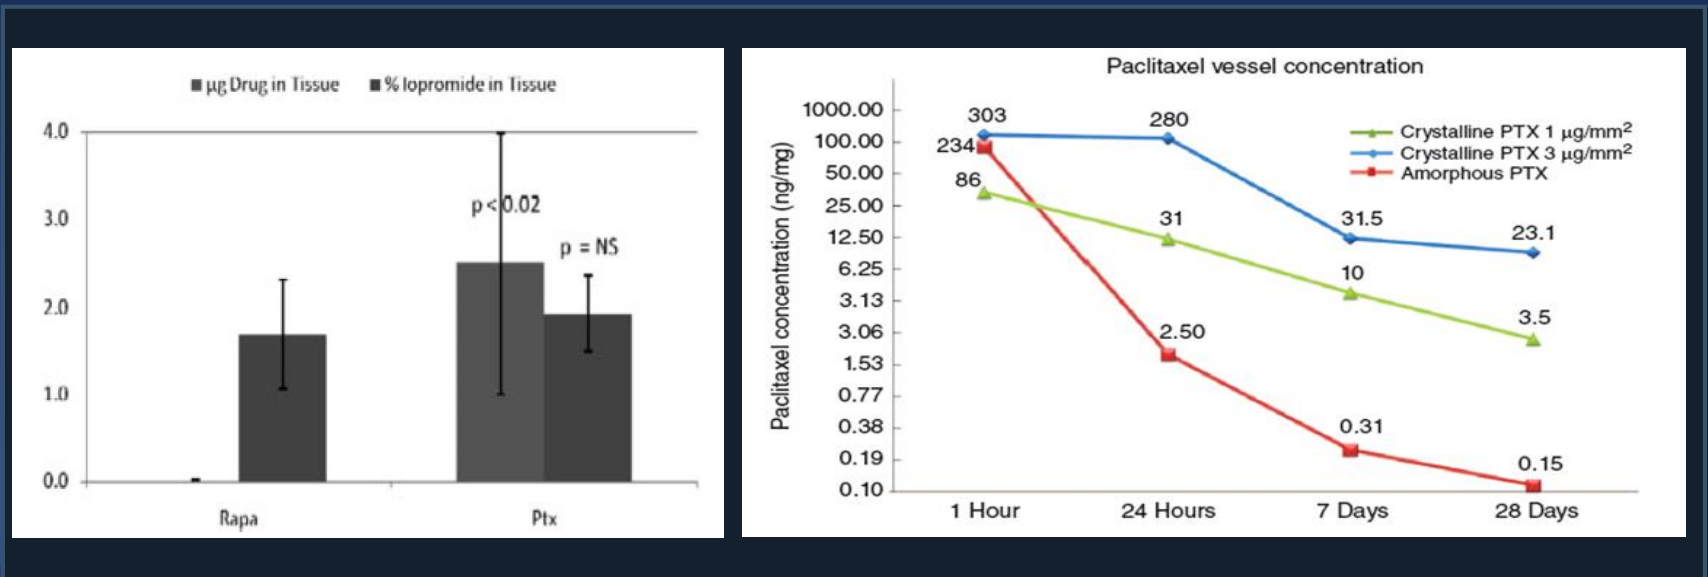 μg Drug in Tissue
% Iopromide in Tissue
4.0
3.0
2.0
1.0
0.0
p < 0.02
p = NS
Rapa
Ptx
Paclitaxel vessel concentration
Paclitaxel concentration (ng/mg)
1000.00
100.00
50.00
25.00
12.50
6.25
3.13
3.06
1.53
0.77
0.38
0.19
0.10
303
280
234
86
31
31.5
23.1
10
3.5
2.50
0.31
0.15
Crystalline PTX 1 μg/mm²
Crystalline PTX 3 μg/mm²
Amorphous PTX
1 Hour
24 Hours
7 Days
28 Days